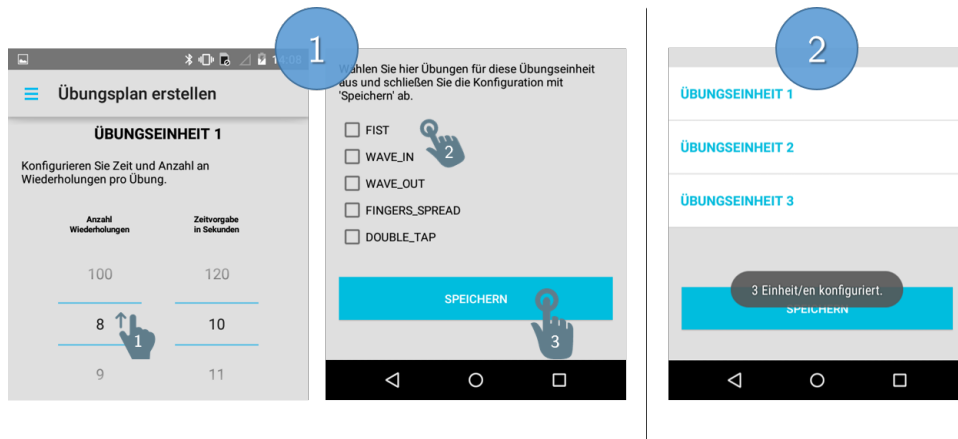 1
14:08
Übungsplan erstellen
ÜBUNGSEINHEIT 1
Konfigurieren Sie Zeit und Anzahl an
Wiederholungen pro Übung.
Anzahl
Wiederholungen
Zeitvorgabe
in Sekunden
100
120
8
10
1
9
11
Wählen Sie hier Übungen für diese Übungseinheit
aus und schließen Sie die Konfiguration mit
'Speichern' ab.
FIST
WAVE_IN
2
WAVE_OUT
FINGERS_SPREAD
DOUBLE_TAP
SPEICHERN
3
2
ÜBUNGSEINHEIT 1
ÜBUNGSEINHEIT 2
ÜBUNGSEINHEIT 3
3 Einheit/en konfiguriert.
SPEICHERN